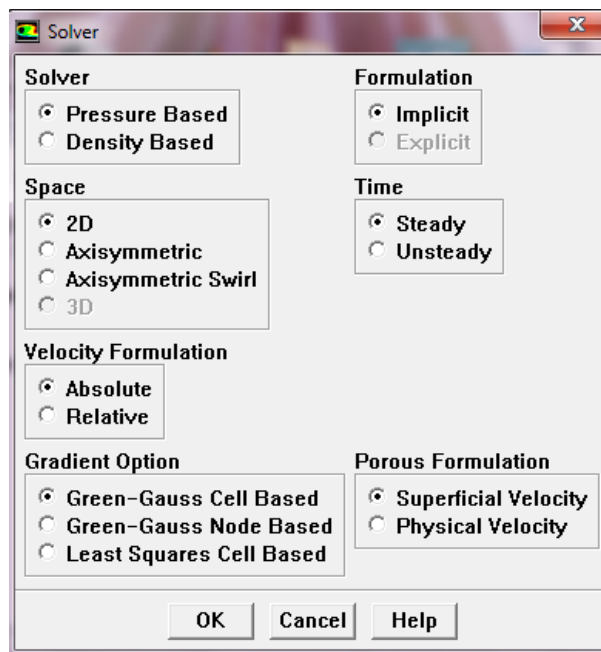 Solver
Solver
Pressure Based
Density Based
Formulation
Implicit
Explicit
Space
2D
Axisymmetric
Axisymmetric Swirl
3D
Time
Steady
Unsteady
Velocity Formulation
Absolute
Relative
Gradient Option
Green-Gauss Cell Based
Green-Gauss Node Based
Least Squares Cell Based
Porous Formulation
Superficial Velocity
Physical Velocity
OK
Cancel
Help